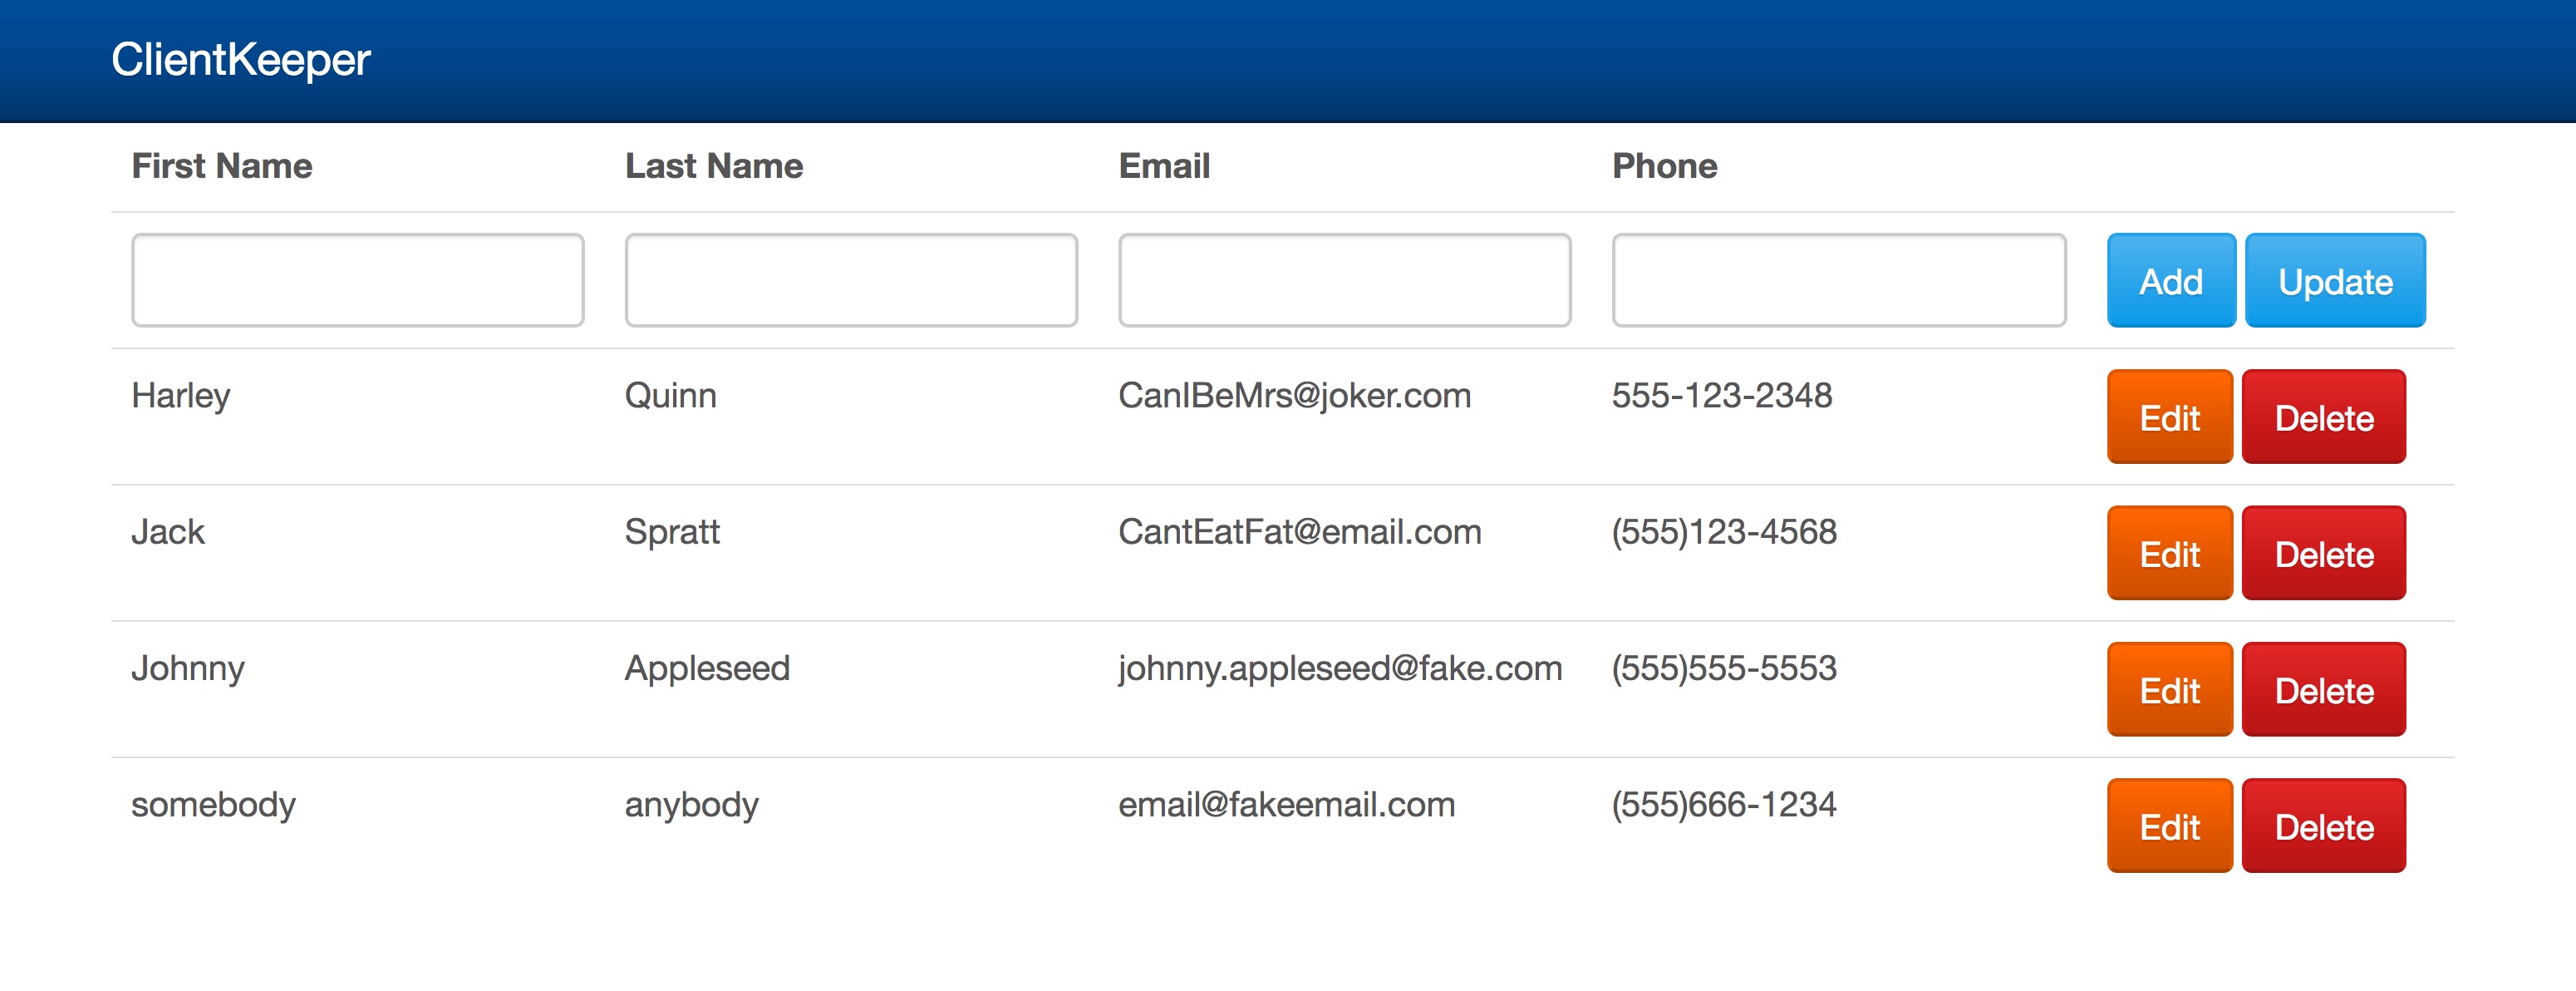 ClientKeeper
First Name Last Name Email Phone
Add Update
Harley Quinn CanIBeMrs@joker.com 555-123-2348 Edit Delete
Jack Spratt CantEatFat@email.com (555)123-4568 Edit Delete
Johnny Appleseed johnny.appleseed@fake.com (555)555-5553 Edit Delete
somebody anybody email@fakeemail.com (555)666-1234 Edit Delete